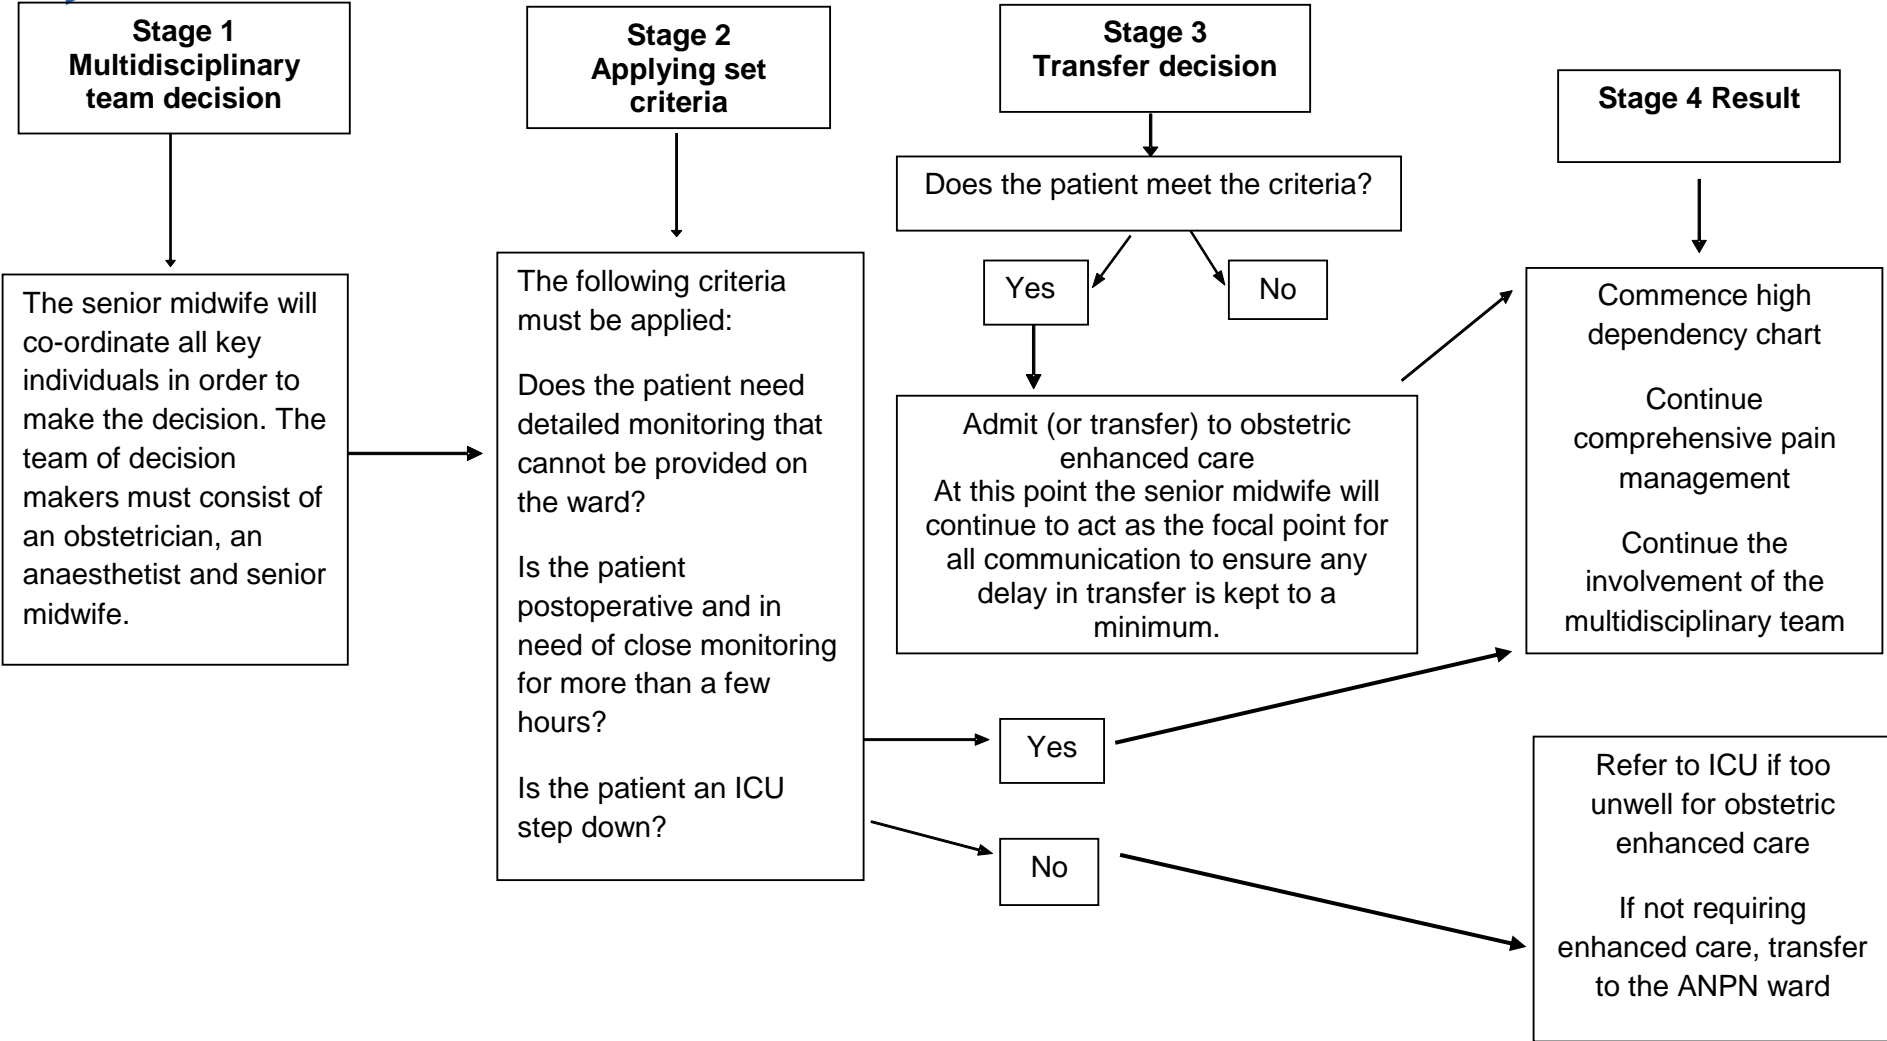 Stage 1
Multidisciplinary
team decision
The senior midwife will
co-ordinate all key
individuals in order to
make the decision. The
team of decision
makers must consist of
an obstetrician, an
anaesthetist and senior
midwife.
Stage 2
Applying set
criteria
The following criteria
must be applied:
Does the patient need
detailed monitoring that
cannot be provided on
the ward?
Is the patient
postoperative and in
need of close monitoring
for more than a few
hours?
Is the patient an ICU
step down?
Stage 3
Transfer decision
Does the patient meet the criteria?
Yes
No
Admit (or transfer) to obstetric
enhanced care
At this point the senior midwife will
continue to act as the focal point for
all communication to ensure any
delay in transfer is kept to a
minimum.
Yes
No
Stage 4 Result
Commence high
dependency chart
Continue
comprehensive pain
management
Continue the
involvement of the
multidisciplinary team
Refer to ICU if too
unwell for obstetric
enhanced care
If not requiring
enhanced care, transfer
to the ANPN ward